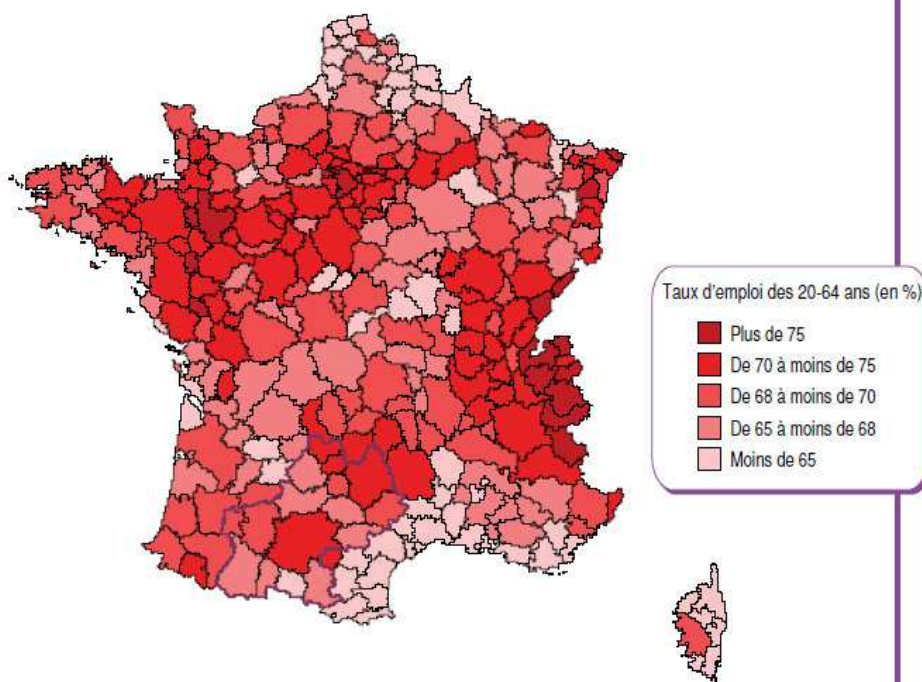 Taux d'emploi des 20-64 ans (en %)
Plus de 75
De 70 à moins de 75
De 68 à moins de 70
De 65 à moins de 68
Moins de 65